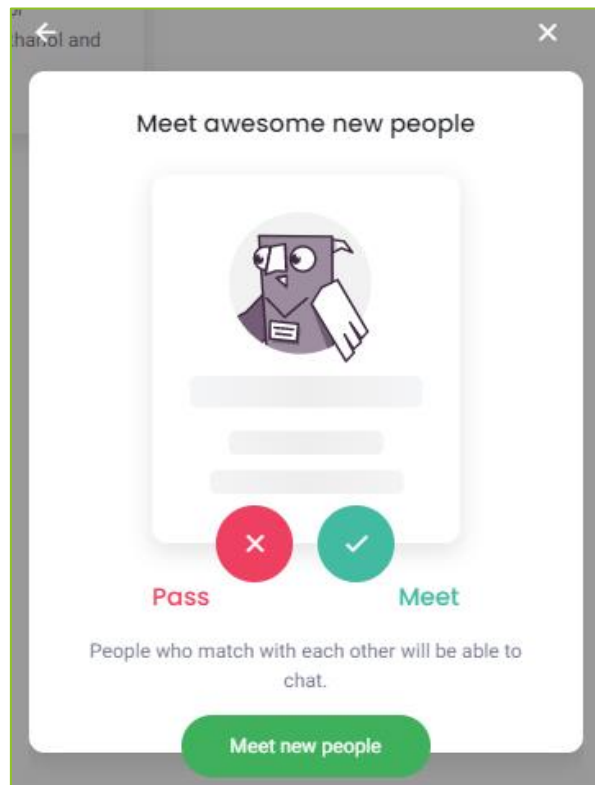 and
Meet awesome new people
Pass
Meet
People who match with each other will be able to
chat.
Meet new people